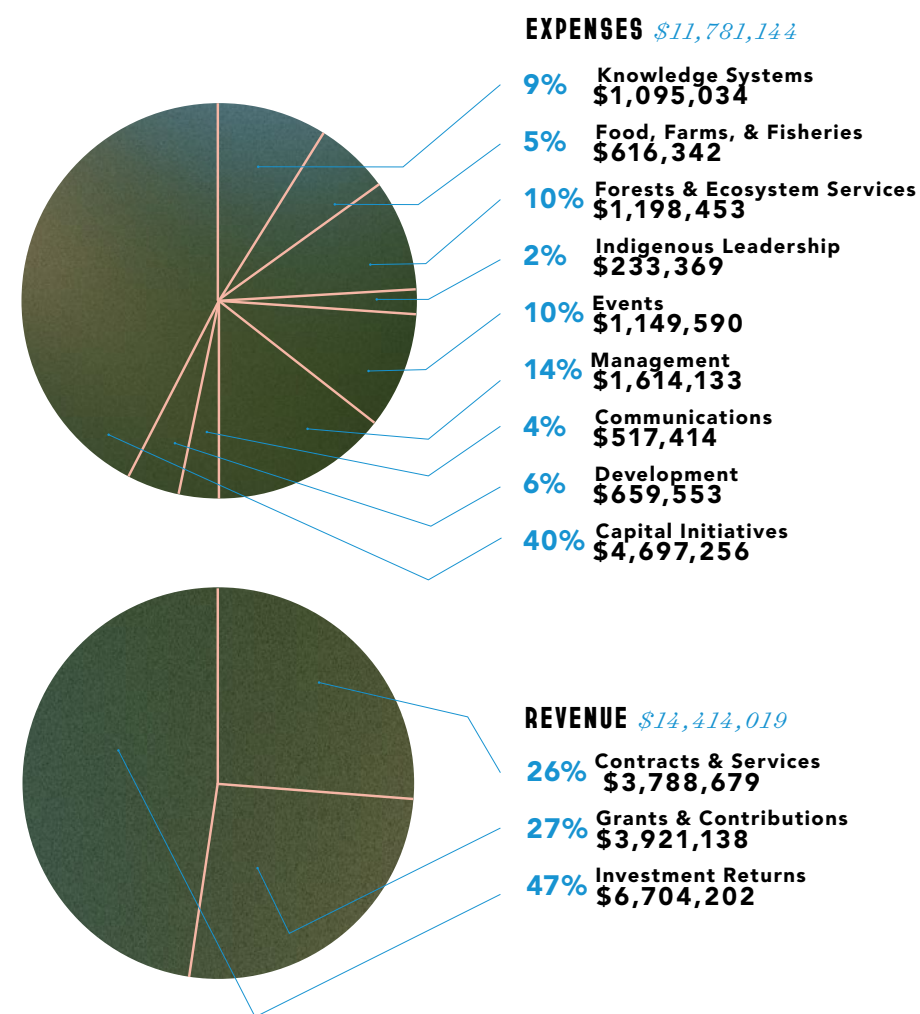 EXPENSES $11,781,144
9% Knowledge Systems
$1,095,034
5% Food, Farms, & Fisheries
$616,342
10% Forests & Ecosystem Services
$1,198,453
2% Indigenous Leadership
$233,369
10% Events
$1,149,590
14% Management
$1,614,133
4% Communications
$517,414
6% Development
$659,553
40% Capital Initiatives
$4,697,256
REVENUE $14,414,019
26% Contracts & Services
$3,788,679
27% Grants & Contributions
$3,921,138
47% Investment Returns
$6,704,202